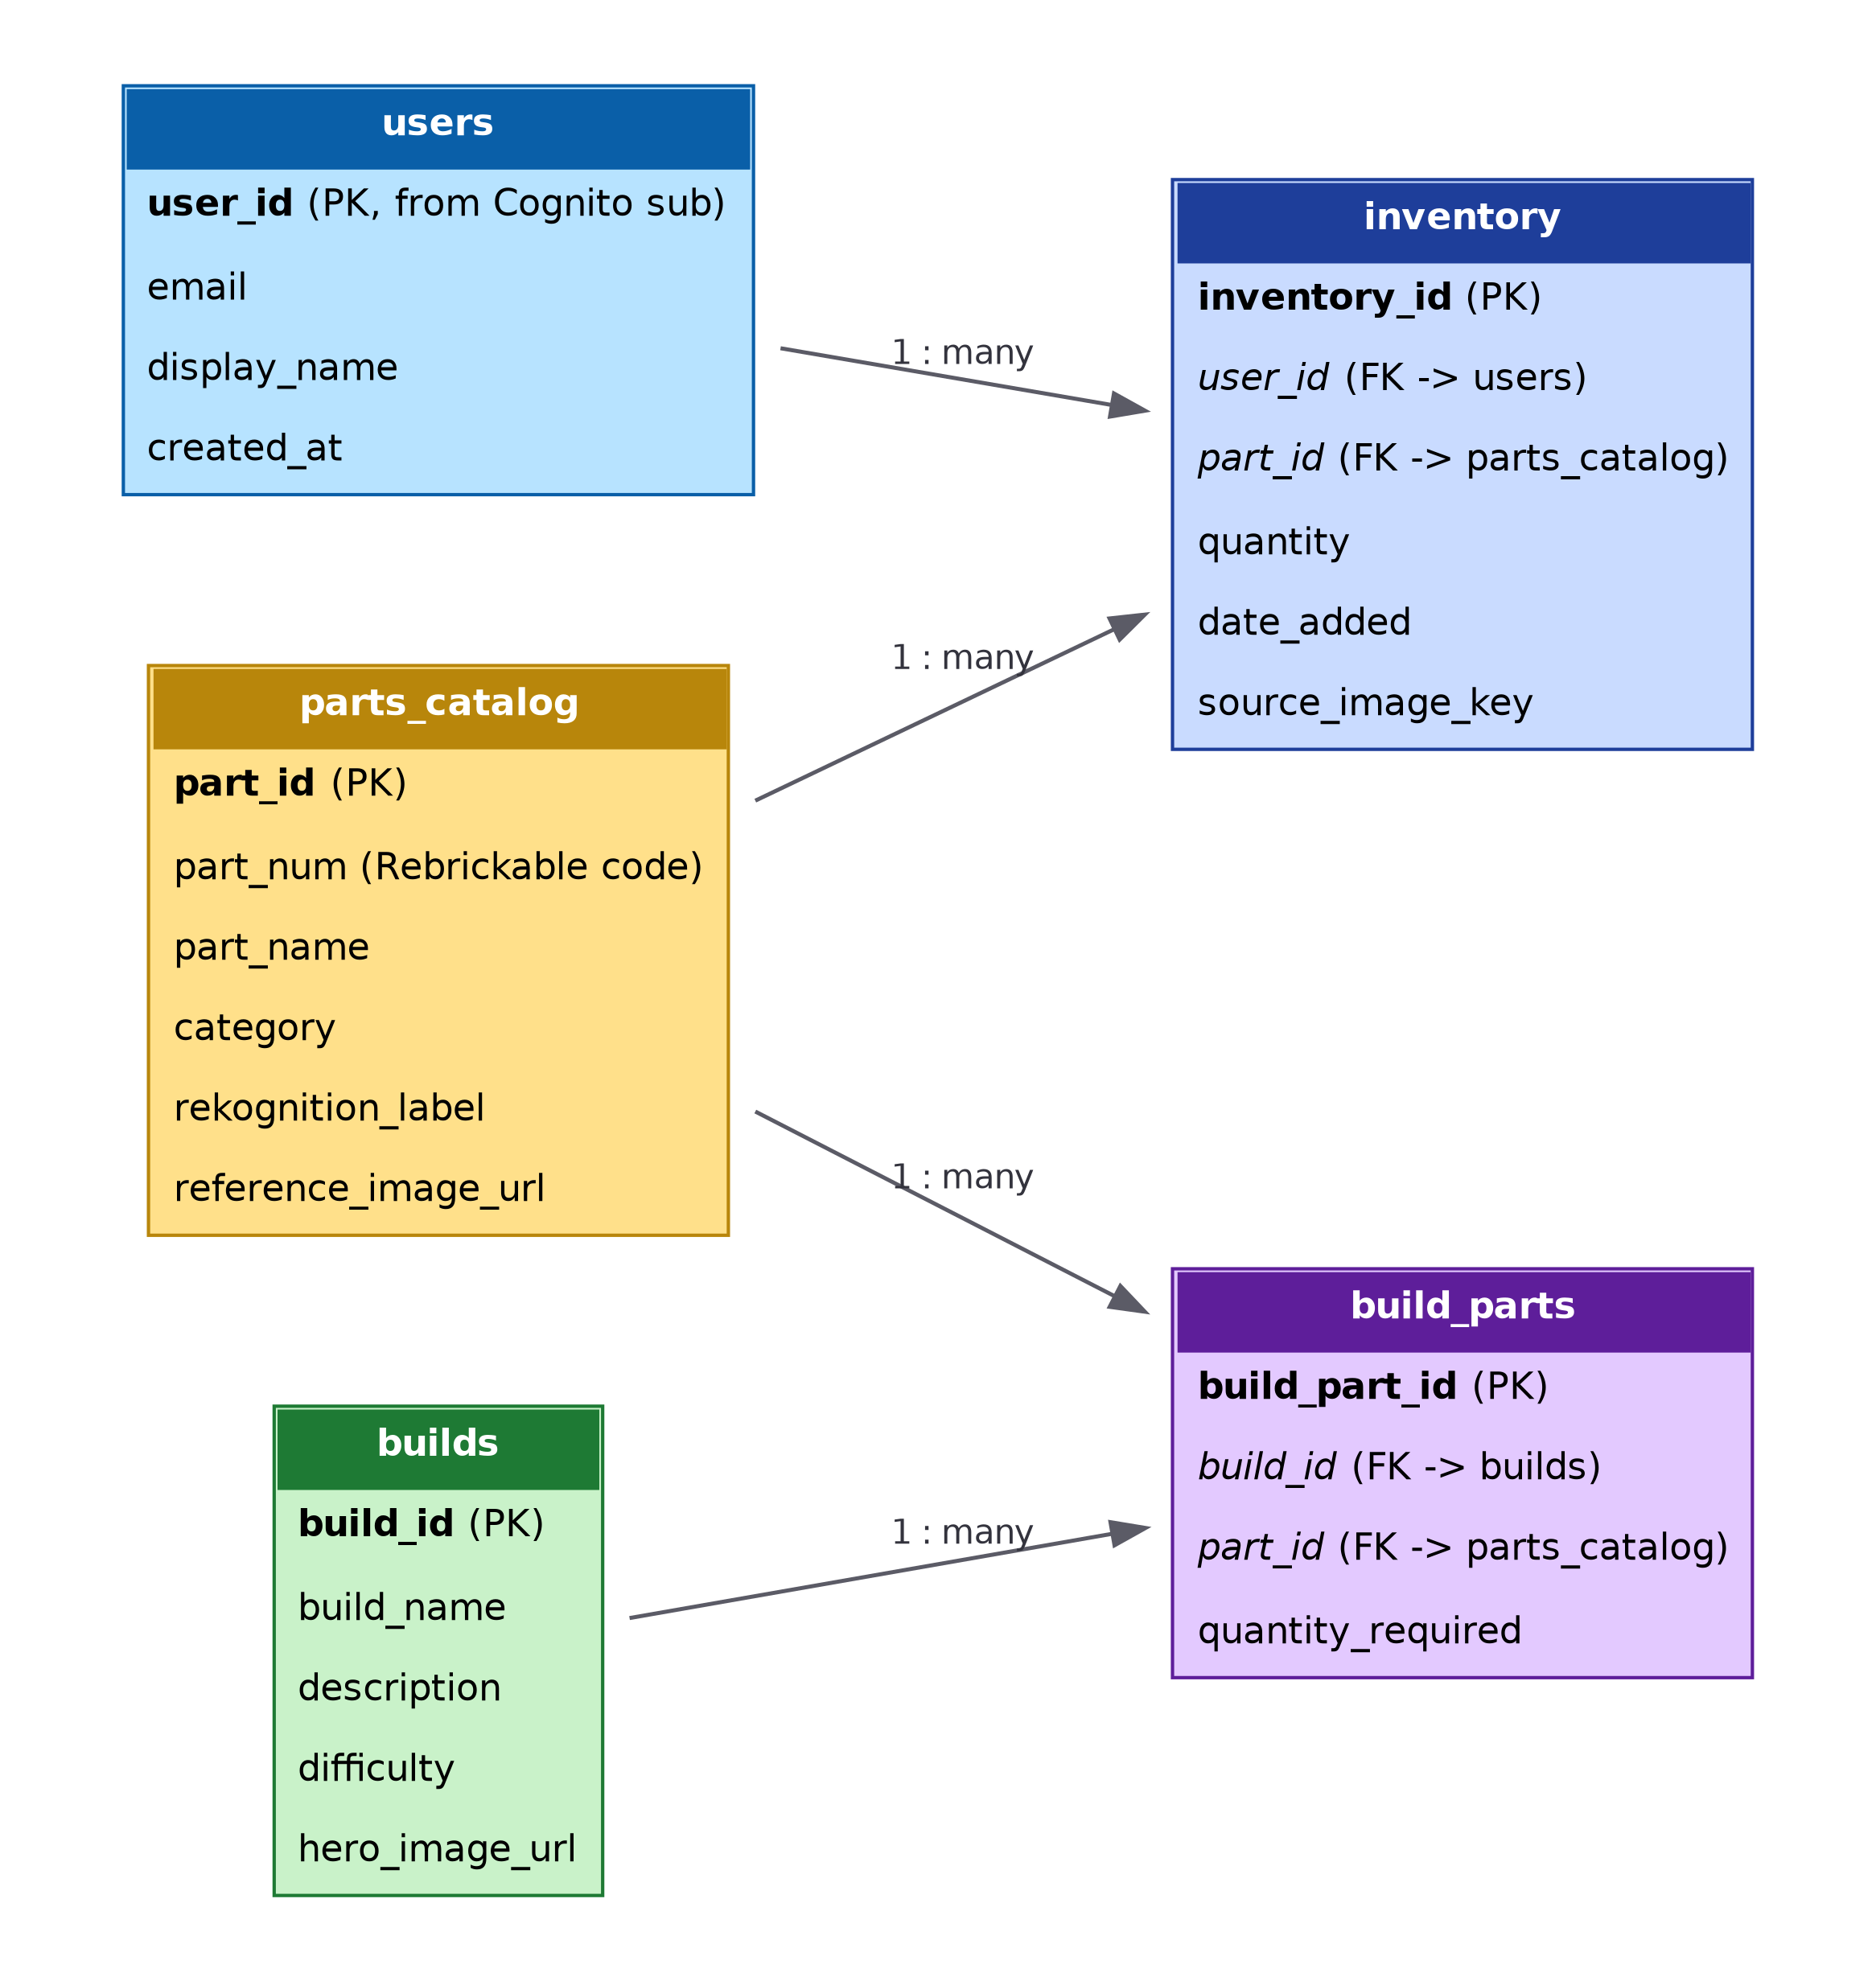 users
user_id (PK, from Cognito sub)
email
display_name
created_at
1 : many
inventory
inventory_id (PK)
user_id (FK -> users)
part_id (FK -> parts_catalog)
quantity
date_added
source_image_key
parts_catalog
part_id (PK)
part_num (Rebrickable code)
part_name
category
rekognition_label
reference_image_url
1 : many
1 : many
build_parts
build_part_id (PK)
build_id (FK -> builds)
part_id (FK -> parts_catalog)
quantity_required
builds
build_id (PK)
build_name
description
difficulty
hero_image_url
1 : many